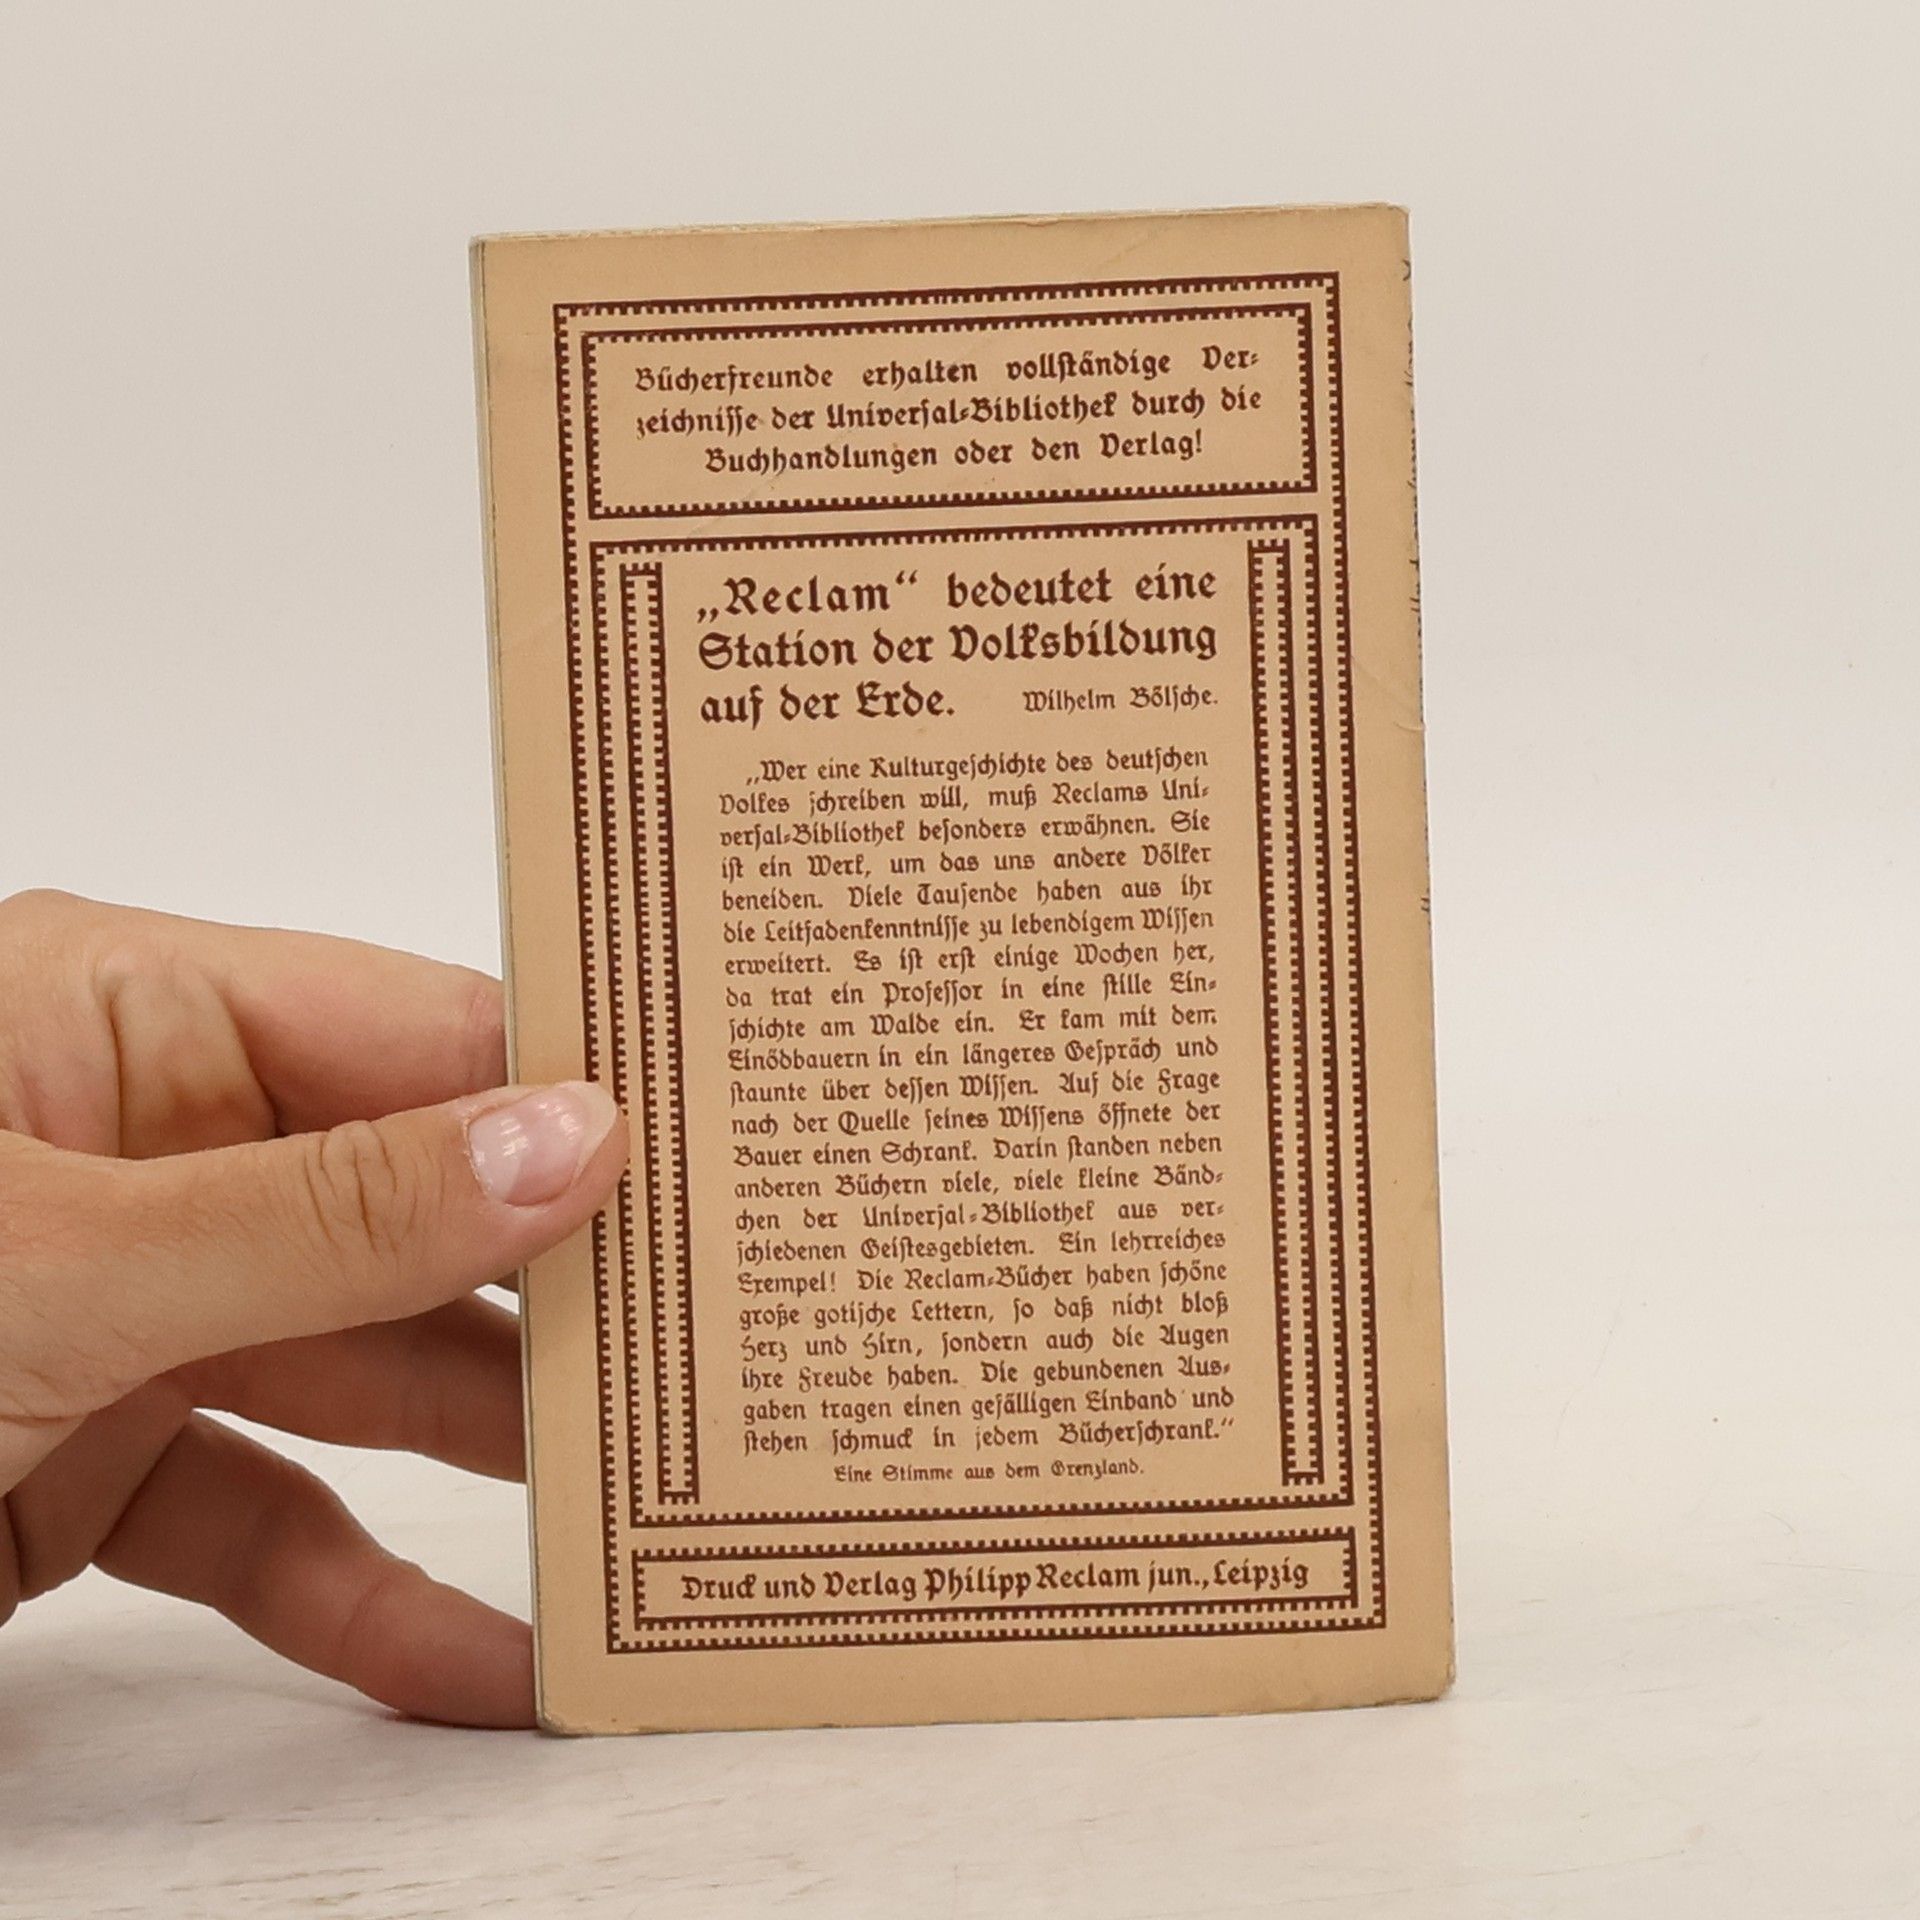 Bücherfreunde erhalten vollständige Ver-
zeichnisse der Universal-Bibliothek durch die
Buchhandlungen oder den Verlag!
„Reclam“ bedeutet eine
Station der Volksbildung
auf der Erde. Wilhelm Bölsche.
„Wer eine Kulturgeschichte des deutschen
Volkes schreiben will, muß Reclams Uni-
versal-Bibliothek besonders erwähnen. Sie
ist ein Werk, um das uns andere Völker
beneiden. Viele Tausende haben aus ihr
die Leitfadenkenntnisse zu lebendigem Wissen
erweitert. Es ist erst einige Wochen her,
da trat ein Professor in eine stille Ein-
schichte am Walde ein. Er kam mit dem
Einödbauern in ein längeres Gespräch und
staunte über dessen Wissen. Auf die Frage
nach der Quelle seines Wissens öffnete der
Bauer einen Schrank. Darin standen neben
anderen Büchern viele, viele kleine Bänd-
chen der Universal-Bibliothek aus ver-
schiedenen Geistesgebieten. Ein lehrreiches
Exempel! Die Reclam-Bücher haben schöne
große gotische Lettern, so daß nicht bloß
Herz und Hirn, sondern auch die Augen
ihre Freude haben. Die gebundenen Aus-
gaben tragen einen gefälligen Einband und
stehen schmuck in jedem Bücherschrank.“
Eine Stimme aus dem Grenzland.
Druck und Verlag Philipp Reclam jun., Leipzig